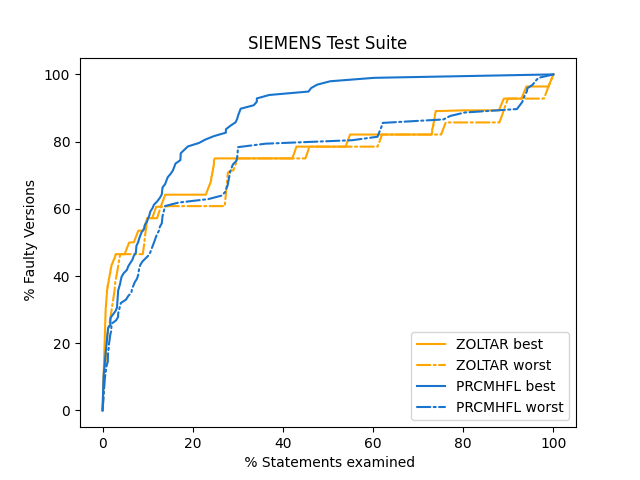 SIEMENS Test Suite
% Faulty Versions
100
80
60
40
20
0
ZOLTAR best
ZOLTAR worst
PRCMHFL best
PRCMHFL worst
0 20 40 60 80 100
% Statements examined